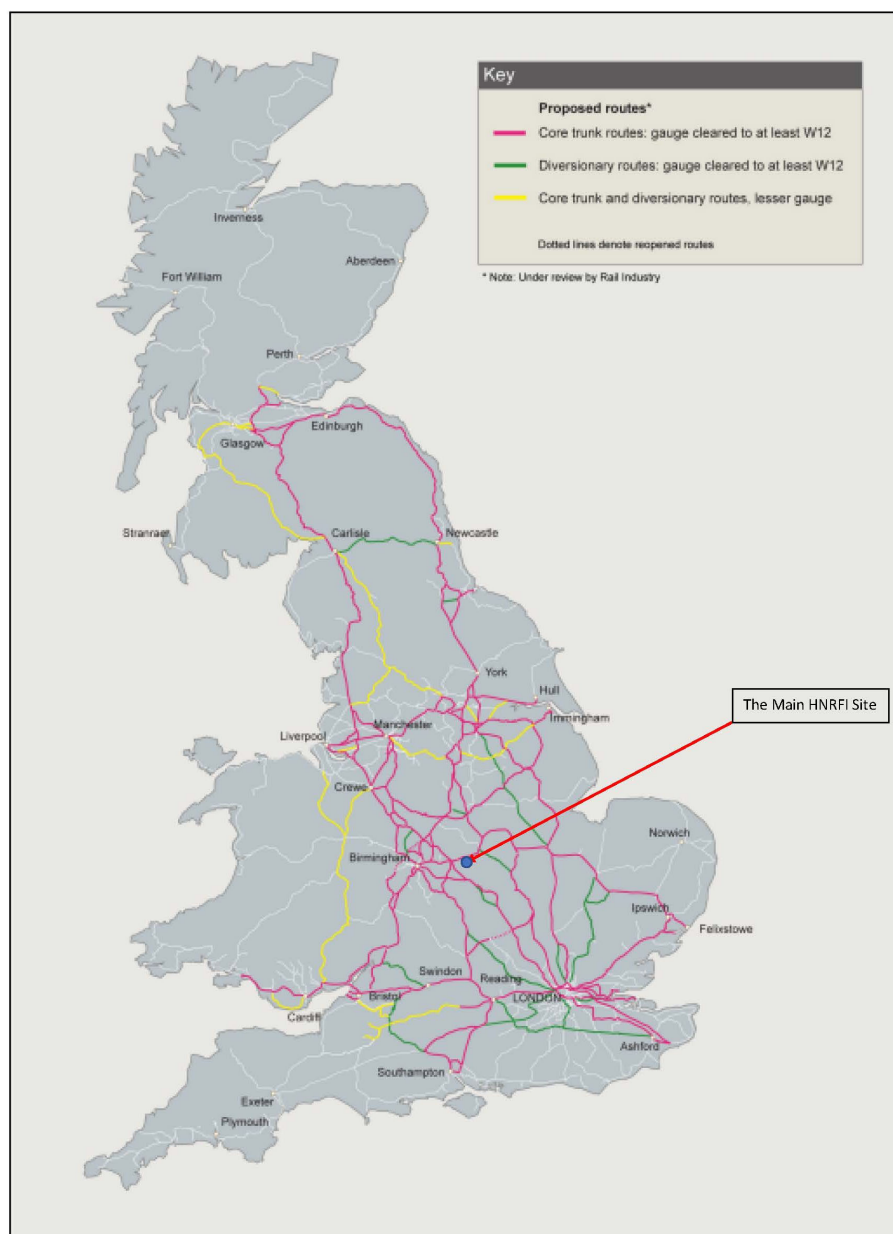 Key
Proposed routes*
Core trunk routes: gauge cleared to at least W12
Diversionary routes: gauge cleared to at least W12
Core trunk and diversionary routes, lesser gauge
Dotted lines denote reopened routes
* Note: Under review by Rail Industry
Inverness
Aberdeen
Fort William
Perth
Edinburgh
Glasgow
Stranraer
Carlisle
Newcastle
York
Hull
The Main HNRFI Site
Immingham
Manchester
Liverpool
Crewe
Norwich
Birmingham
Ipswich
Felixstowe
Swindon
Reading
Bristol
LONDON
Cardiff
Ashford
Southampton
Exeter
Plymouth